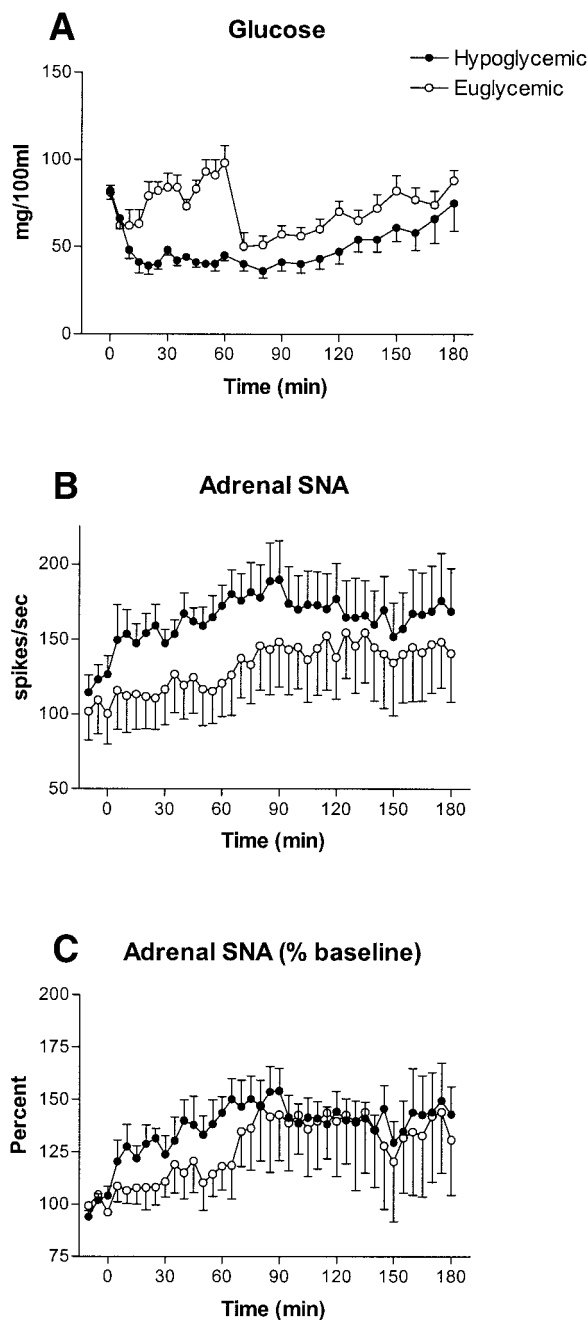 A
Glucose
Hypoglycemic
Euglycemic
150
100
50
0
mg/100ml
0 30 60 90 120 150 180
Time (min)
B
Adrenal SNA
200
150
100
50
spikes/sec
0 30 60 90 120 150 180
Time (min)
C
Adrenal SNA (% baseline)
200
175
150
125
100
75
Percent
0 30 60 90 120 150 180
Time (min)